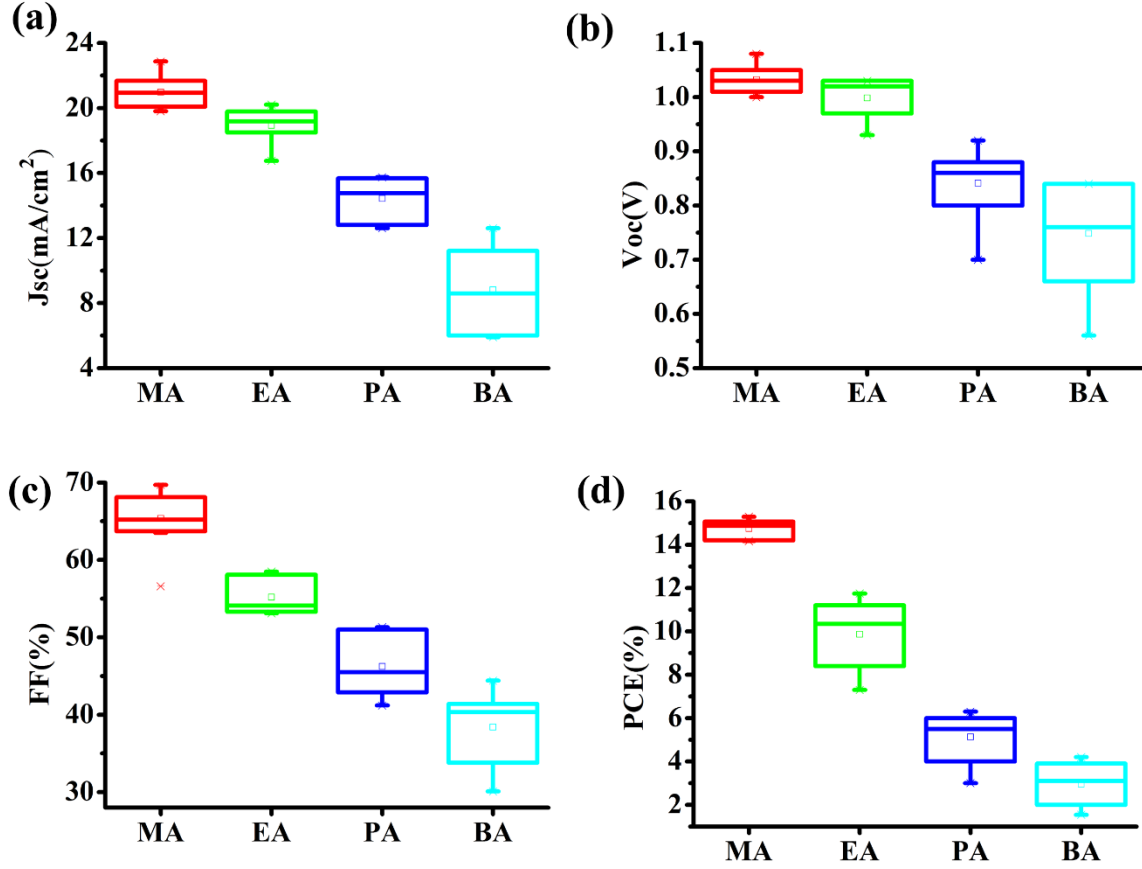 (a)
24
20
16
12
8
4
Jsc(mA/cm²)
MA EA PA BA
(b)
1.1
1.0
0.9
0.8
0.7
0.6
0.5
Voc(V)
MA EA PA BA
(c)
70
60
50
40
30
FF(%)
MA EA PA BA
(d)
16
14
12
10
8
6
4
2
PCE(%)
MA EA PA BA